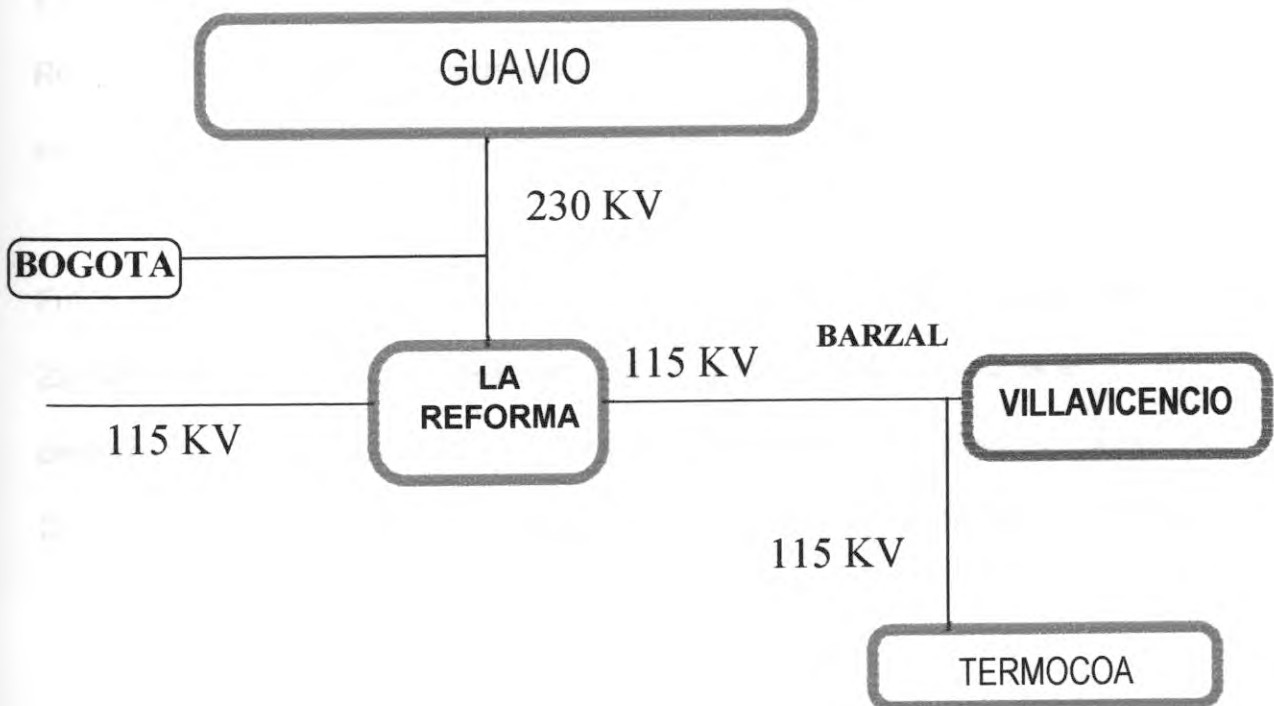 GUAVIO
230 KV
BOGOTA
BARZAL
LA
REFORMA
115 KV
VILLAVICENCIO
115 KV
115 KV
TERMOCOA